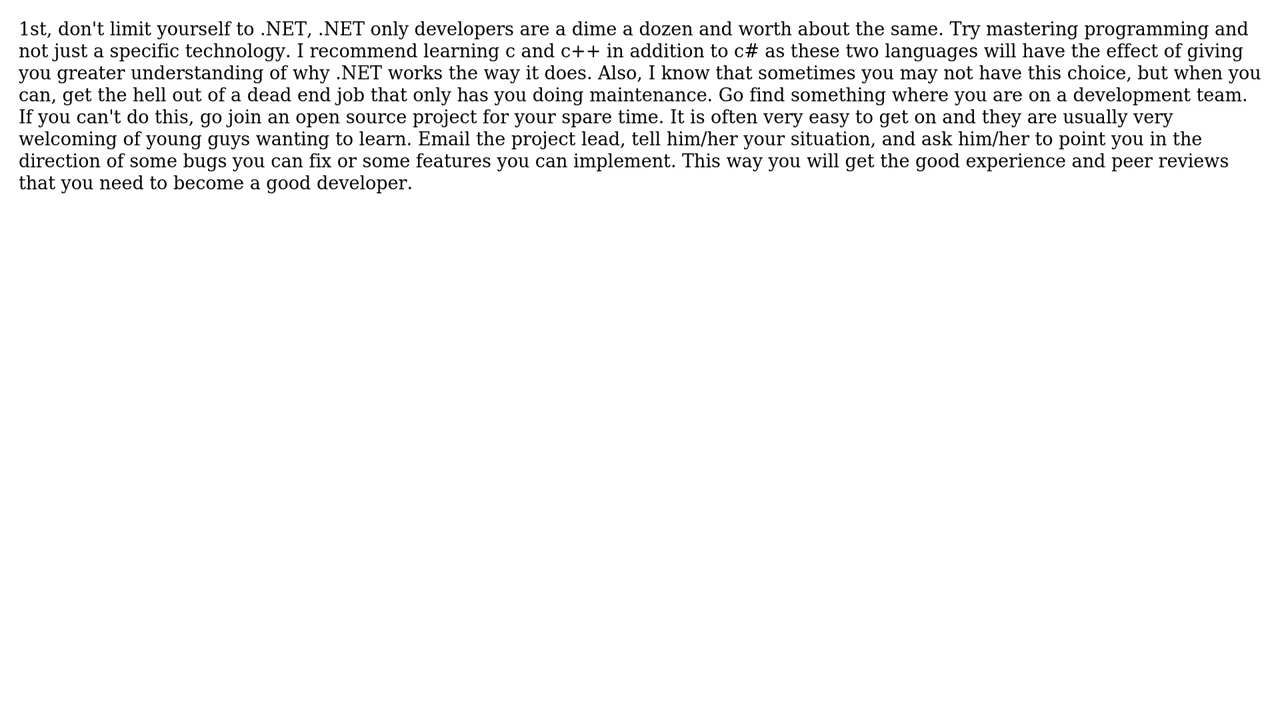 1st, don't limit yourself to .NET, .NET only developers are a dime a dozen and worth about the same. Try mastering programming and
not just a specific technology. I recommend learning c and c++ in addition to c# as these two languages will have the effect of giving
you greater understanding of why .NET works the way it does. Also, I know that sometimes you may not have this choice, but when you
can, get the hell out of a dead end job that only has you doing maintenance. Go find something where you are on a development team.
If you can't do this, go join an open source project for your spare time. It is often very easy to get on and they are usually very
welcoming of young guys wanting to learn. Email the project lead, tell him/her your situation, and ask him/her to point you in the
direction of some bugs you can fix or some features you can implement. This way you will get the good experience and peer reviews
that you need to become a good developer.